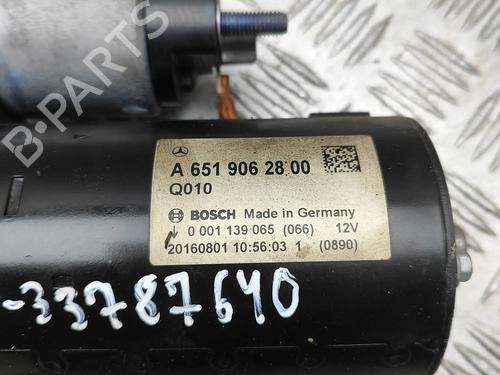 B-PARTS
A 651 906 28 00
Q010
BOSCH Made in Germany
0 001 139 065 (066) 12V
20160801 10:56:03 1 (0890)
-33787640